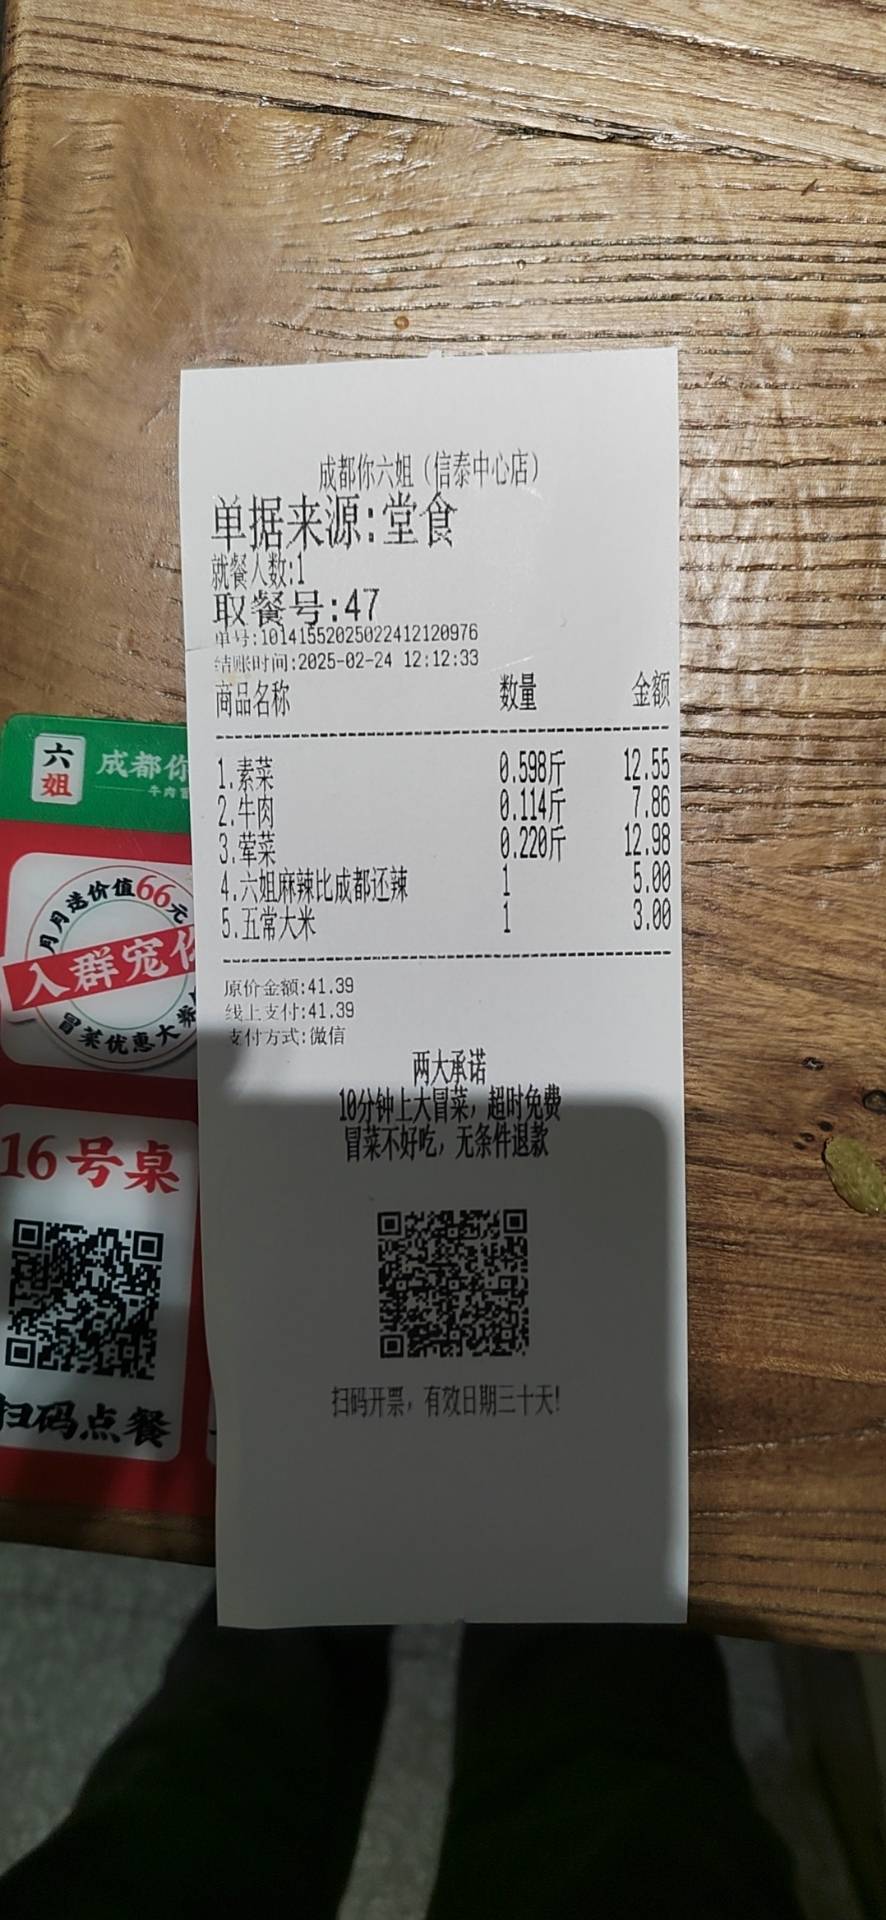 成都你六姐（信泰中心店）
单据来源:堂食
就餐人数:1
取餐号:47
单号:10141552025022412120976
结账时间:2025-02-24 12:12:33
商品名称 数量 金额
1.素菜 0.598斤 12.55
2.牛肉 0.114斤 7.86
3.荤菜 0.220斤 12.98
4.六姐麻辣比成都还辣 1 5.00
5.五常大米 1 3.00
原价金额:41.39
线上支付:41.39
支付方式:微信
两大承诺
10分钟上大冒菜，超时免费
冒菜不好吃，无条件退款
扫码开票，有效日期三十天!
六姐
成都你
牛肉冒
月月送价值66元
入群宠你
冒菜优惠大券
16号桌
扫码点餐